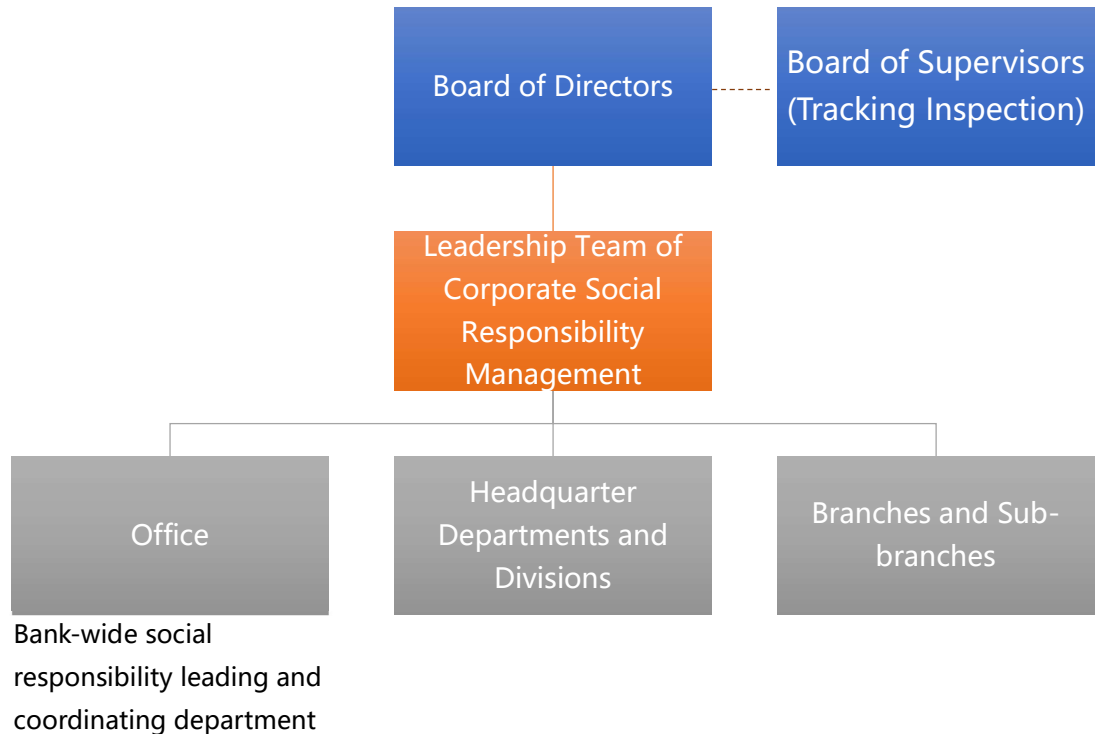 Board of Directors
Board of Supervisors
(Tracking Inspection)
Leadership Team of
Corporate Social
Responsibility
Management
Office
Headquarter
Departments and
Divisions
Branches and Sub-
branches
Bank-wide social
responsibility leading and
coordinating department